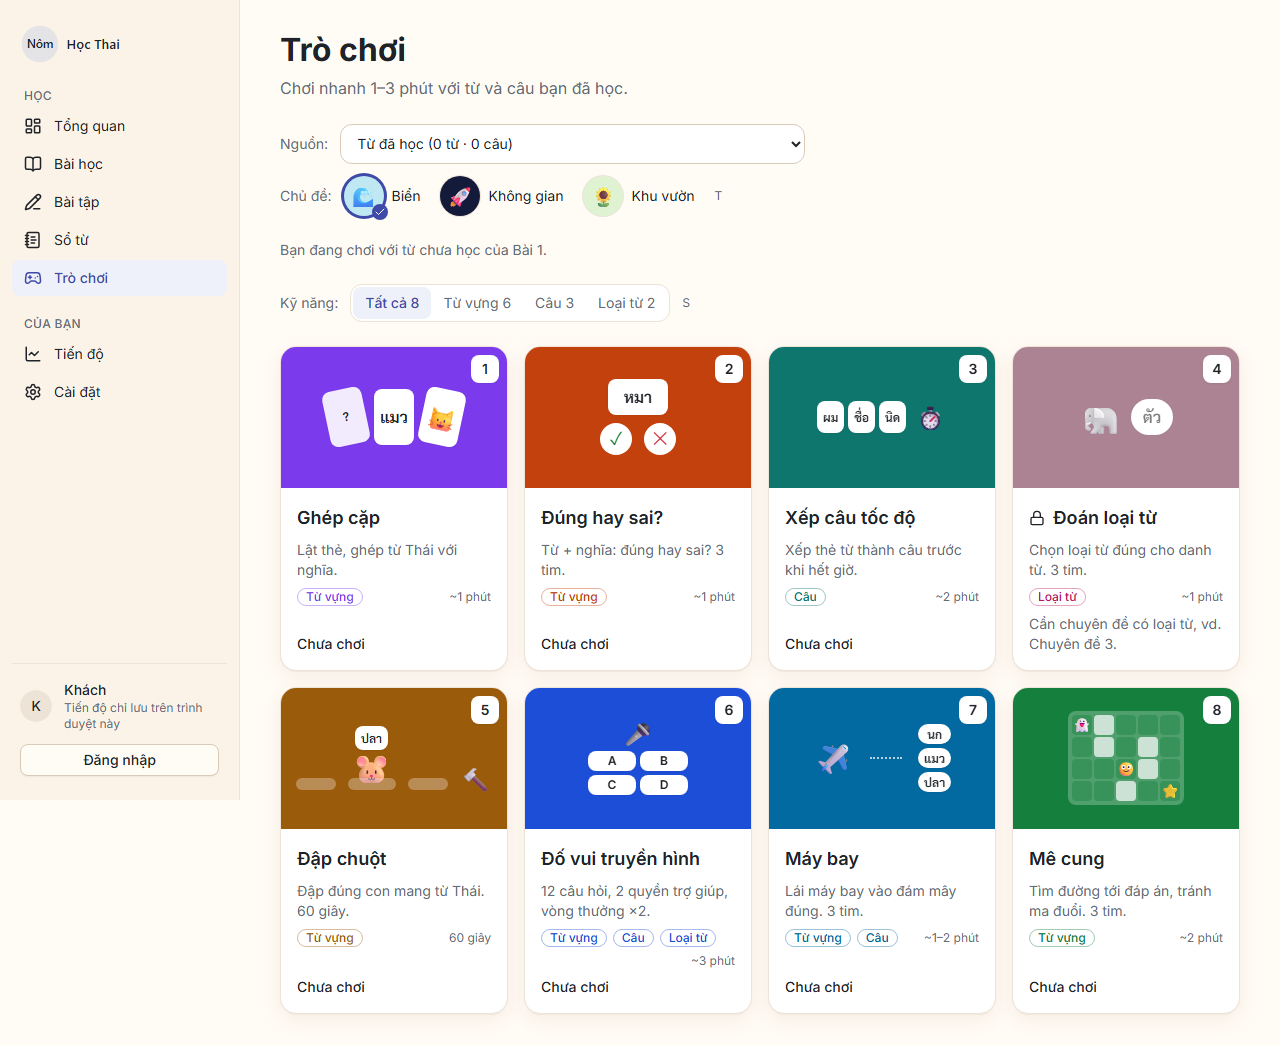 Nôm Học Thai
HỌC
Tổng quan
Bài học
Bài tập
Sổ từ
Trò chơi
CỦA BẠN
Tiến độ
Cài đặt
K
Khách
Tiến độ chỉ lưu trên trình
duyệt này
Đăng nhập
Trò chơi
Chơi nhanh 1–3 phút với từ và câu bạn đã học.
Nguồn: Từ đã học (0 từ · 0 câu)
Chủ đề: Biển Không gian Khu vườn T
Bạn đang chơi với từ chưa học của Bài 1.
Kỹ năng: Tất cả 8 Từ vựng 6 Câu 3 Loại từ 2 S
1
? แมว
Ghép cặp
Lật thẻ, ghép từ Thái với
nghĩa.
Từ vựng ~1 phút
Chưa chơi
2
หมา
Đúng hay sai?
Từ + nghĩa: đúng hay sai? 3
tim.
Từ vựng ~1 phút
Chưa chơi
3
ผม ชื่อ นิด
Xếp câu tốc độ
Xếp thẻ từ thành câu trước
khi hết giờ.
Câu ~2 phút
Chưa chơi
4
ตัว
Đoán loại từ
Chọn loại từ đúng cho danh
từ. 3 tim.
Loại từ ~1 phút
Cần chuyên đề có loại từ, vd.
Chuyên đề 3.
5
ปลา
Đập chuột
Đập đúng con mang từ Thái.
60 giây.
Từ vựng 60 giây
Chưa chơi
6
A B
C D
Đố vui truyền hình
12 câu hỏi, 2 quyền trợ giúp,
vòng thưởng ×2.
Từ vựng Câu Loại từ
~3 phút
Chưa chơi
7
นก
แมว
ปลา
Máy bay
Lái máy bay vào đám mây
đúng. 3 tim.
Từ vựng Câu ~1–2 phút
Chưa chơi
8
Mê cung
Tìm đường tới đáp án, tránh
ma đuổi. 3 tim.
Từ vựng ~2 phút
Chưa chơi